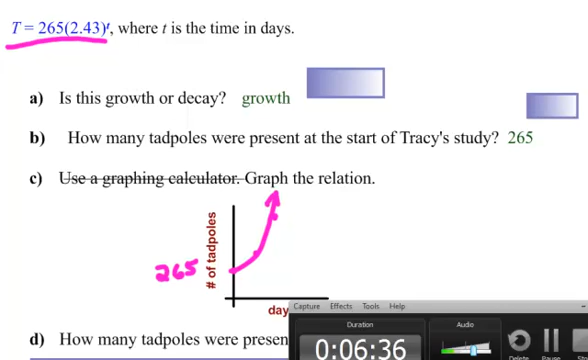 T = 265(2.43)ᵗ, where t is the time in days.
a) Is this growth or decay? growth
b) How many tadpoles were present at the start of Tracy's study? 265
c) Use a graphing calculator. Graph the relation.
# of tadpoles
265
day
Capture Effects Tools Help
Duration
Audio
d) How many tadpoles were presen
0:06:36
Delete Pause